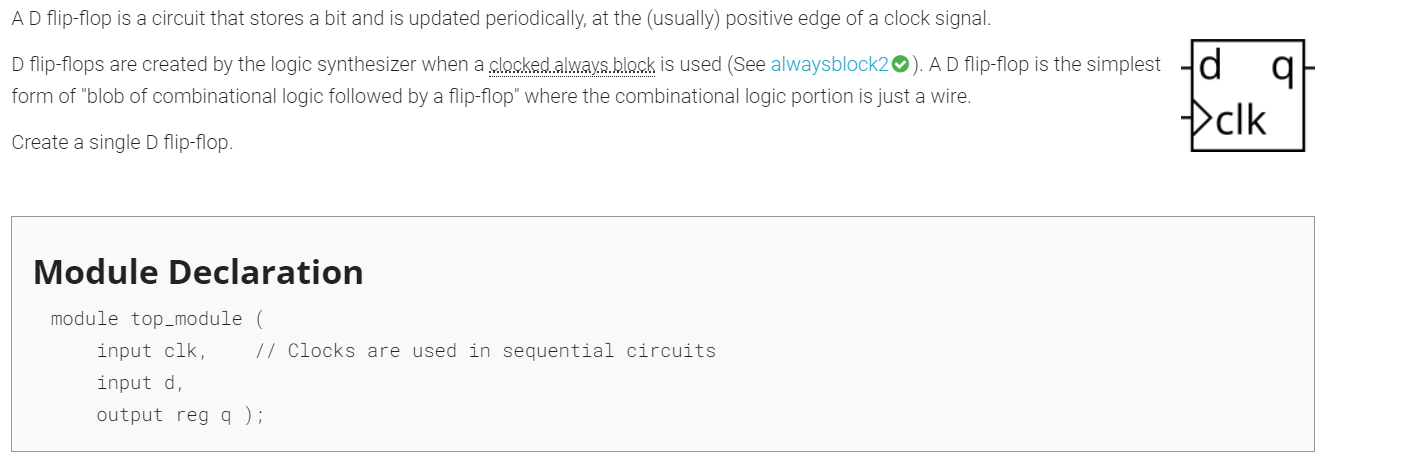 A D flip-flop is a circuit that stores a bit and is updated periodically, at the (usually) positive edge of a clock signal.
D flip-flops are created by the logic synthesizer when a clocked always block is used (See alwaysblock2). A D flip-flop is the simplest
form of "blob of combinational logic followed by a flip-flop" where the combinational logic portion is just a wire.
Create a single D flip-flop.
d q
clk
Module Declaration
module top_module (
    input clk,    // Clocks are used in sequential circuits
    input d,
    output reg q );